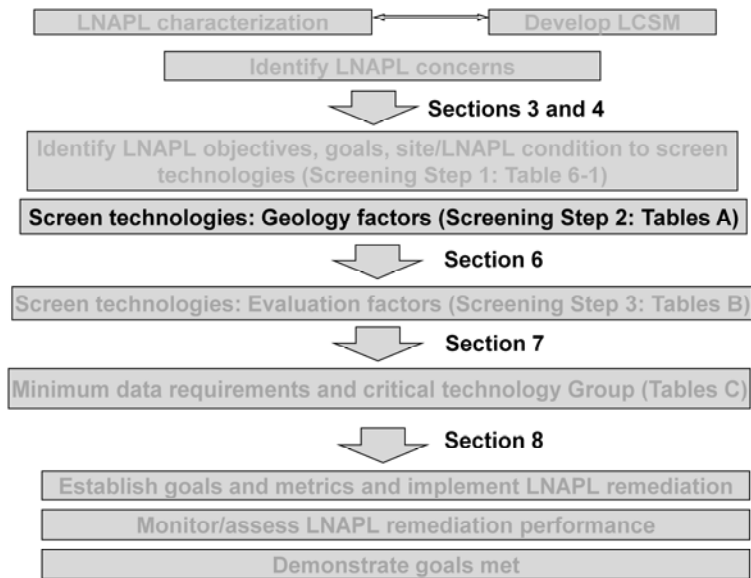 LNAPL characterization
Develop LCSM
Identify LNAPL concerns
Sections 3 and 4
Identify LNAPL objectives, goals, site/LNAPL condition to screen
technologies (Screening Step 1: Table 6-1)
Screen technologies: Geology factors (Screening Step 2: Tables A)
Section 6
Screen technologies: Evaluation factors (Screening Step 3: Tables B)
Section 7
Minimum data requirements and critical technology Group (Tables C)
Section 8
Establish goals and metrics and implement LNAPL remediation
Monitor/assess LNAPL remediation performance
Demonstrate goals met